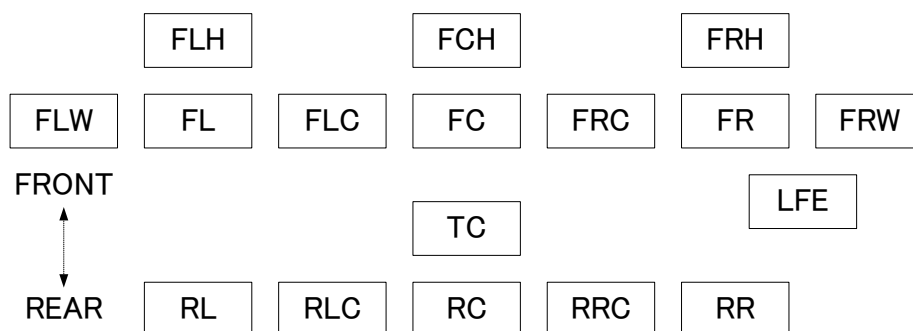 FLH FCH FRH
FLW FL FLC FC FRC FR FRW
FRONT
LFE
TC
REAR RL RLC RC RRC RR